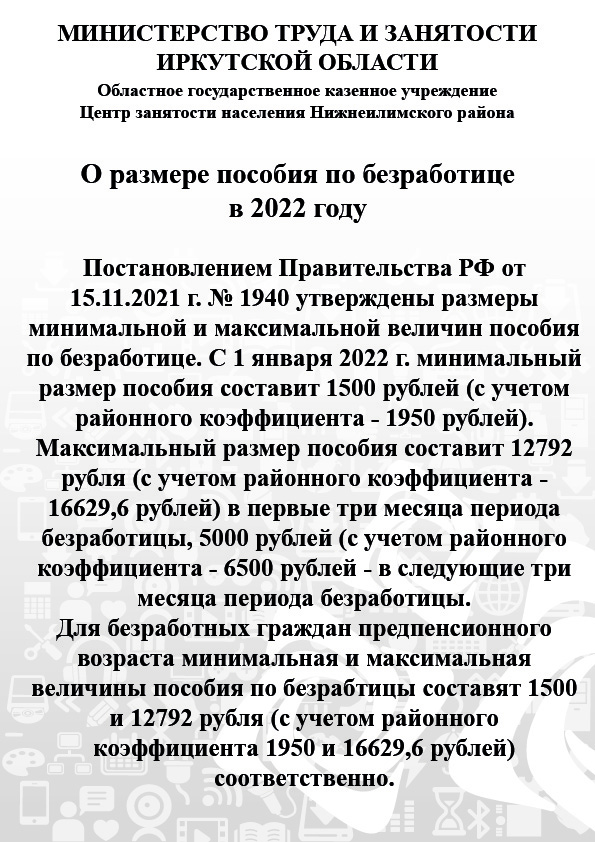 МИНИСТЕРСТВО ТРУДА И ЗАНЯТОСТИ
ИРКУТСКОЙ ОБЛАСТИ
Областное государственное казенное учреждение
Центр занятости населения Нижнеилимского района
О размере пособия по безработице
в 2022 году
Постановлением Правительства РФ от
15.11.2021 г. № 1940 утверждены размеры
минимальной и максимальной величин пособия
по безработице. С 1 января 2022 г. минимальный
размер пособия составит 1500 рублей (с учетом
районного коэффициента - 1950 рублей).
Максимальный размер пособия составит 12792
рубля (с учетом районного коэффициента -
16629,6 рублей) в первые три месяца периода
безработицы, 5000 рублей (с учетом районного
коэффициента - 6500 рублей - в следующие три
месяца периода безработицы.
Для безработных граждан предпенсионного
возраста минимальная и максимальная
величины пособия по безрабтицы составят 1500
и 12792 рубля (с учетом районного
коэффициента 1950 и 16629,6 рублей)
соответственно.